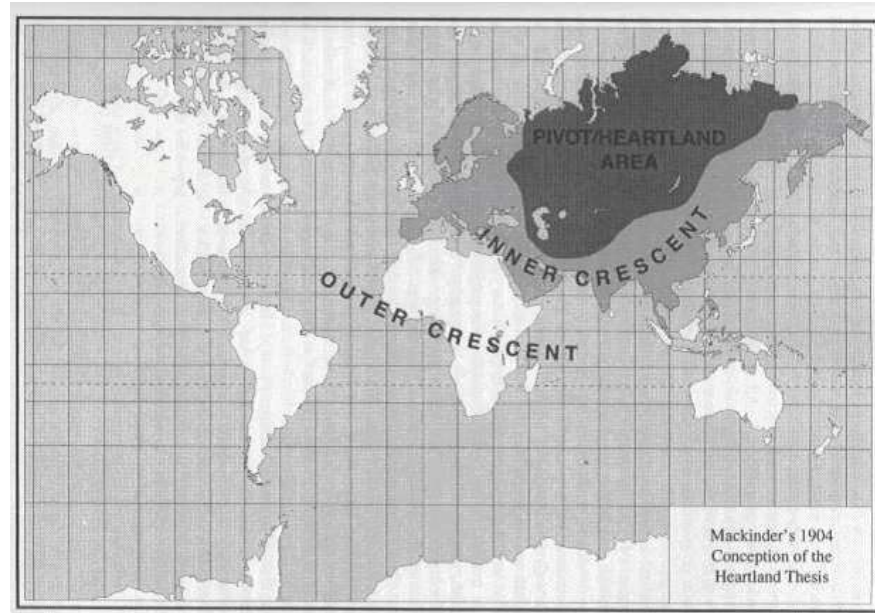 PIVOT/HEARTLAND
AREA
INNER CRESCENT
OUTER CRESCENT
Mackinder's 1904
Conception of the
Heartland Thesis